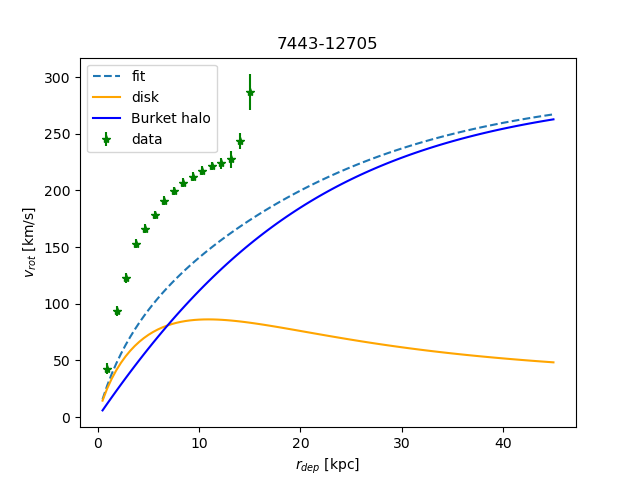 7443-12705
fit
disk
Burket halo
data
300
250
200
150
100
50
0
v_rot [km/s]
0 10 20 30 40
r_dep [kpc]